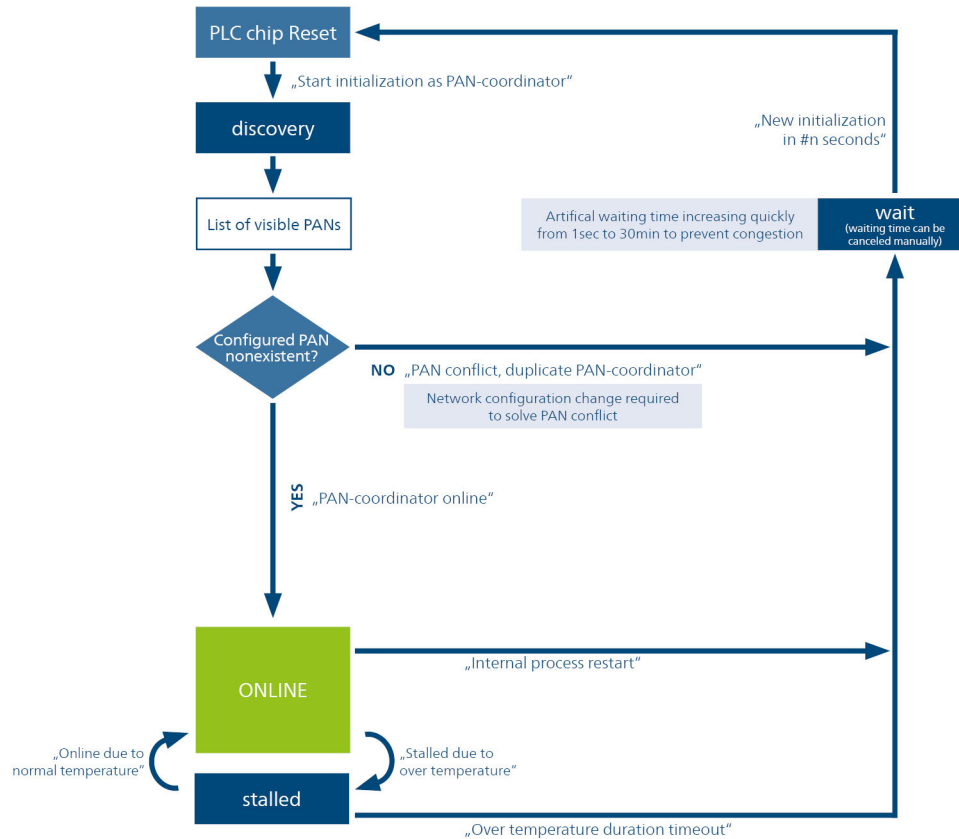 PLC chip Reset
„Start initialization as PAN-coordinator“
discovery
„New initialization
in #n seconds“
List of visible PANs
Artifical waiting time increasing quickly
from 1sec to 30min to prevent congestion
wait
(waiting time can be
canceled manually)
Configured PAN
nonexistent?
NO „PAN conflict, duplicate PAN-coordinator“
Network configuration change required
to solve PAN conflict
YES „PAN-coordinator online“
ONLINE
„Internal process restart“
„Online due to
normal temperature“
„Stalled due to
over temperature“
stalled
„Over temperature duration timeout“